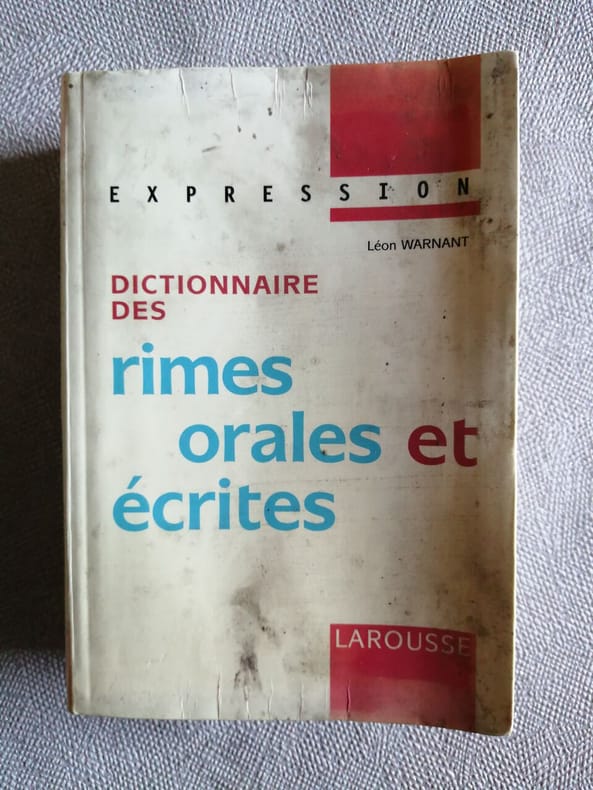 EXPRESSION
Léon WARNANT
DICTIONNAIRE
DES
rimes
orales et
écrites
LAROUSSE